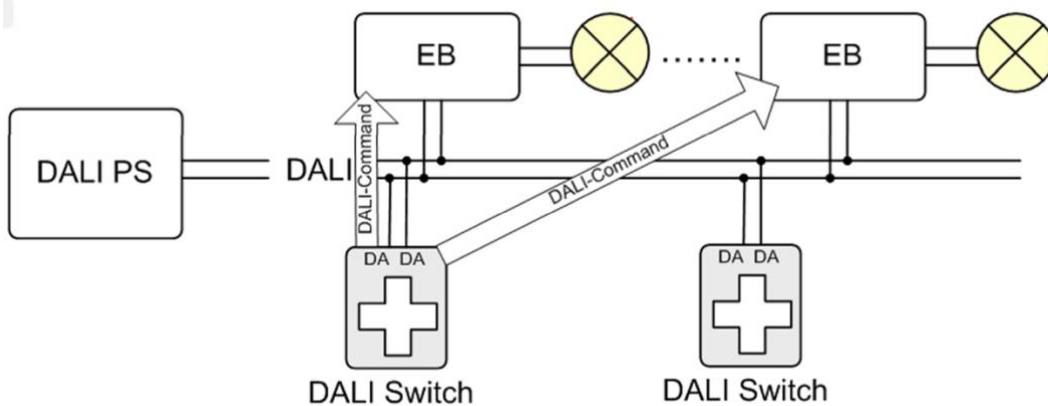 EB
EB
DALI PS
DALI
DALI-Command
DALI-Command
DA DA
DA DA
DALI Switch
DALI Switch